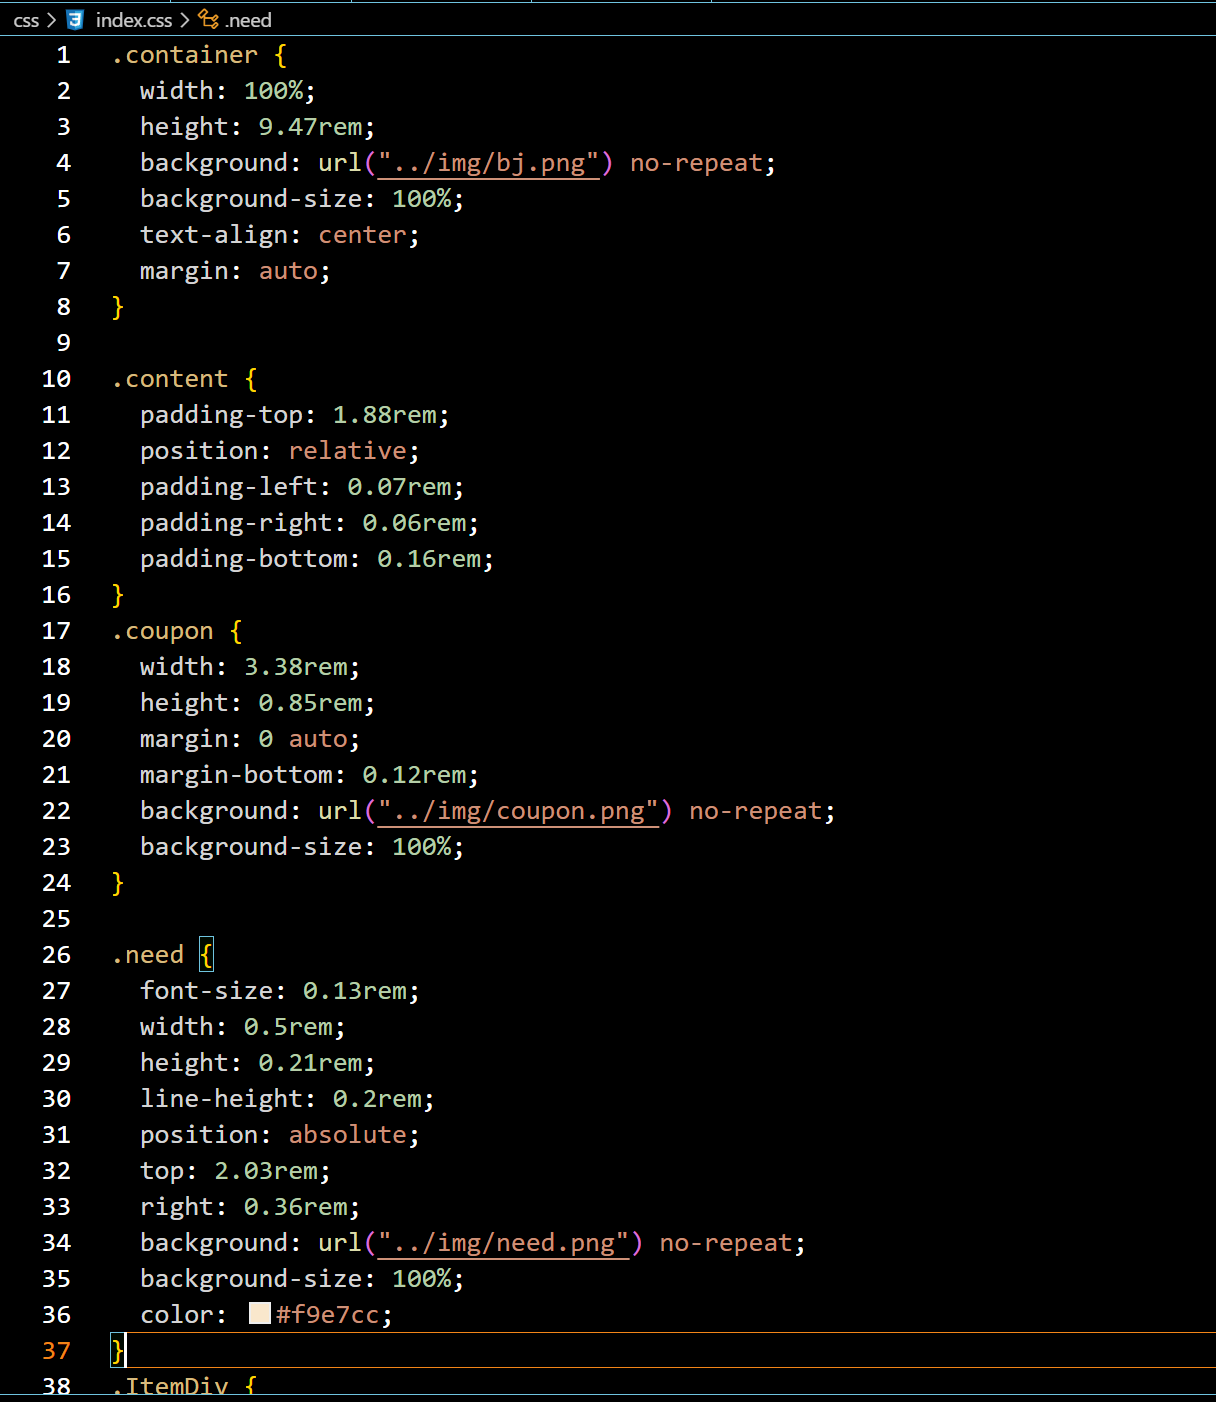 css > index.css > .need
1 .container {
2 width: 100%;
3 height: 9.47rem;
4 background: url("../img/bj.png") no-repeat;
5 background-size: 100%;
6 text-align: center;
7 margin: auto;
8 }
9
10 .content {
11 padding-top: 1.88rem;
12 position: relative;
13 padding-left: 0.07rem;
14 padding-right: 0.06rem;
15 padding-bottom: 0.16rem;
16 }
17 .coupon {
18 width: 3.38rem;
19 height: 0.85rem;
20 margin: 0 auto;
21 margin-bottom: 0.12rem;
22 background: url("../img/coupon.png") no-repeat;
23 background-size: 100%;
24 }
25
26 .need {
27 font-size: 0.13rem;
28 width: 0.5rem;
29 height: 0.21rem;
30 line-height: 0.2rem;
31 position: absolute;
32 top: 2.03rem;
33 right: 0.36rem;
34 background: url("../img/need.png") no-repeat;
35 background-size: 100%;
36 color: #f9e7cc;
37 }
38 .ItemDiv {